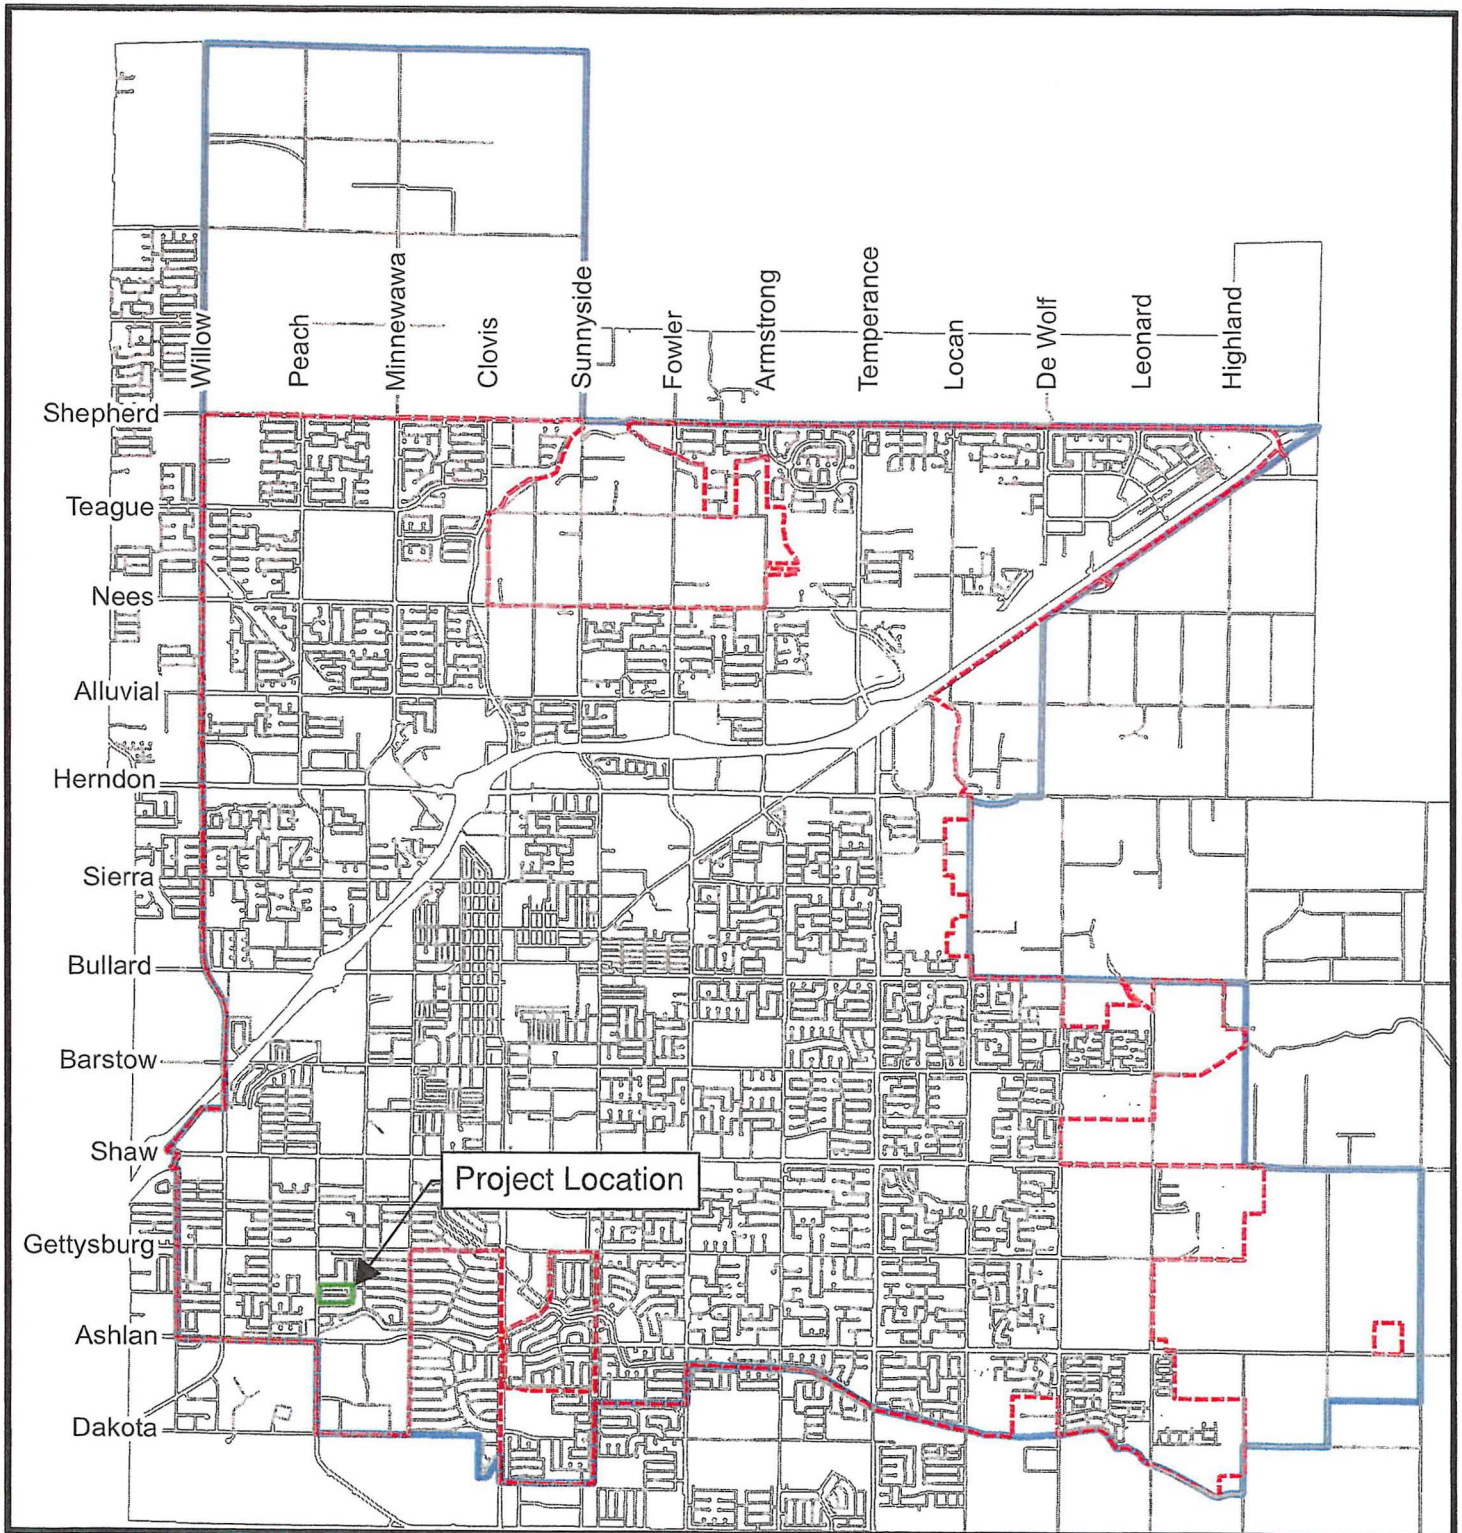 Willow
Peach
Minnewawa
Clovis
Sunnyside
Fowler
Armstrong
Temperance
Locan
De Wolf
Leonard
Highland
Shepherd
Teague
Nees
Alluvial
Herndon
Sierra
Bullard
Barstow
Shaw
Project Location
Gettysburg
Ashlan
Dakota